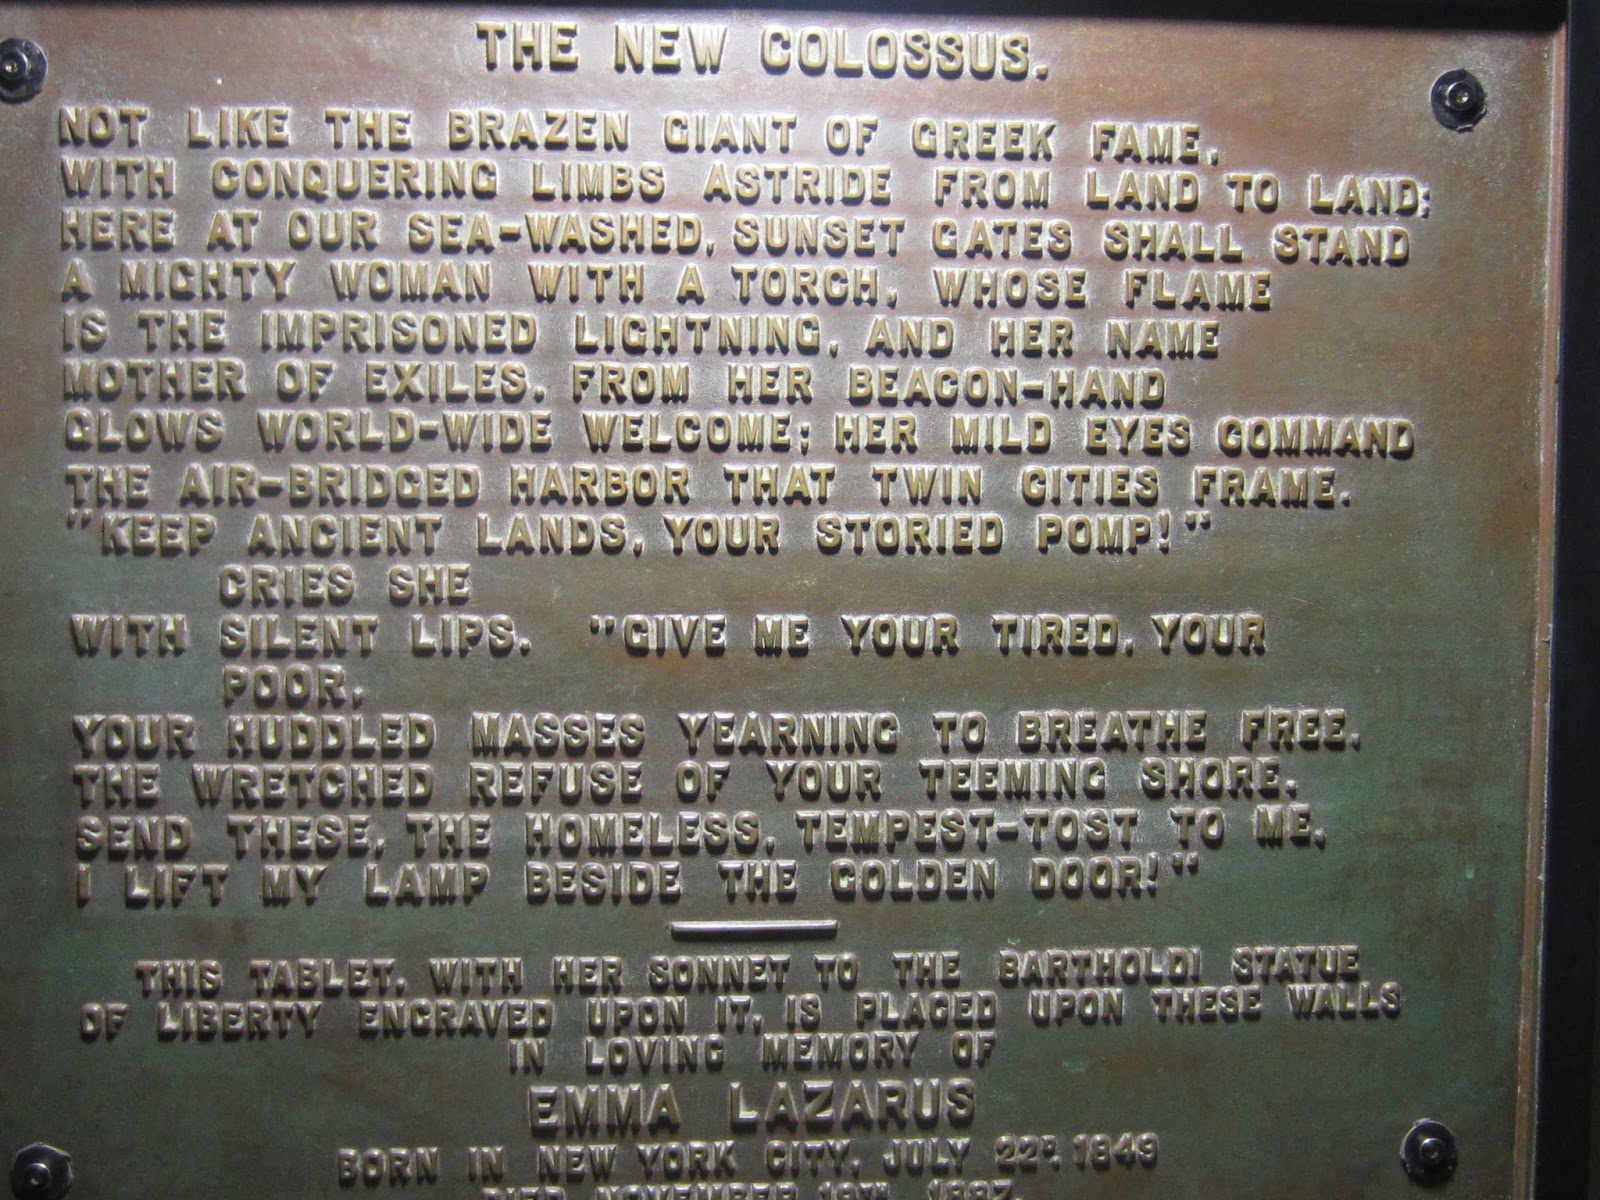 THE NEW COLOSSUS.
NOT LIKE THE BRAZEN GIANT OF GREEK FAME,
WITH CONQUERING LIMBS ASTRIDE FROM LAND TO LAND;
HERE AT OUR SEA-WASHED, SUNSET GATES SHALL STAND
A MIGHTY WOMAN WITH A TORCH, WHOSE FLAME
IS THE IMPRISONED LIGHTNING, AND HER NAME
MOTHER OF EXILES. FROM HER BEACON-HAND
GLOWS WORLD-WIDE WELCOME; HER MILD EYES COMMAND
THE AIR-BRIDGED HARBOR THAT TWIN CITIES FRAME.
"KEEP ANCIENT LANDS, YOUR STORIED POMP!"
CRIES SHE
WITH SILENT LIPS. "GIVE ME YOUR TIRED, YOUR
POOR,
YOUR HUDDLED MASSES YEARNING TO BREATHE FREE,
THE WRETCHED REFUSE OF YOUR TEEMING SHORE.
SEND THESE, THE HOMELESS, TEMPEST-TOST TO ME,
I LIFT MY LAMP BESIDE THE GOLDEN DOOR!"
THIS TABLET, WITH HER SONNET TO THE BARTHOLDI STATUE
OF LIBERTY ENGRAVED UPON IT, IS PLACED UPON THESE WALLS
IN LOVING MEMORY OF
EMMA LAZARUS
BORN IN NEW YORK CITY, JULY 22D, 1849
DIED NOVEMBER 19TH, 1887.